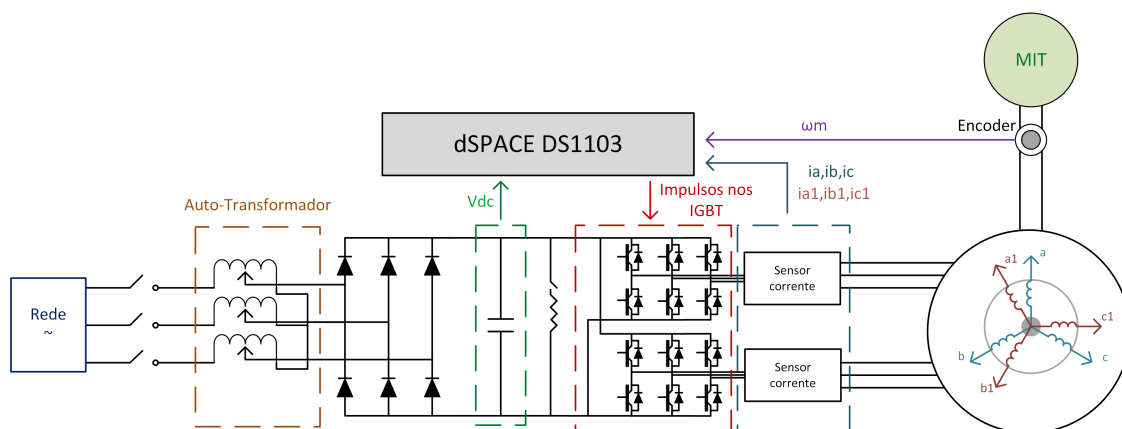 MIT
Encoder
ωm
dSPACE DS1103
ia,ib,ic
ia1,ib1,ic1
Impulsos nos
IGBT
Vdc
Auto-Transformador
Rede
~
Sensor
corrente
Sensor
corrente
a1
a
c1
b
c
b1